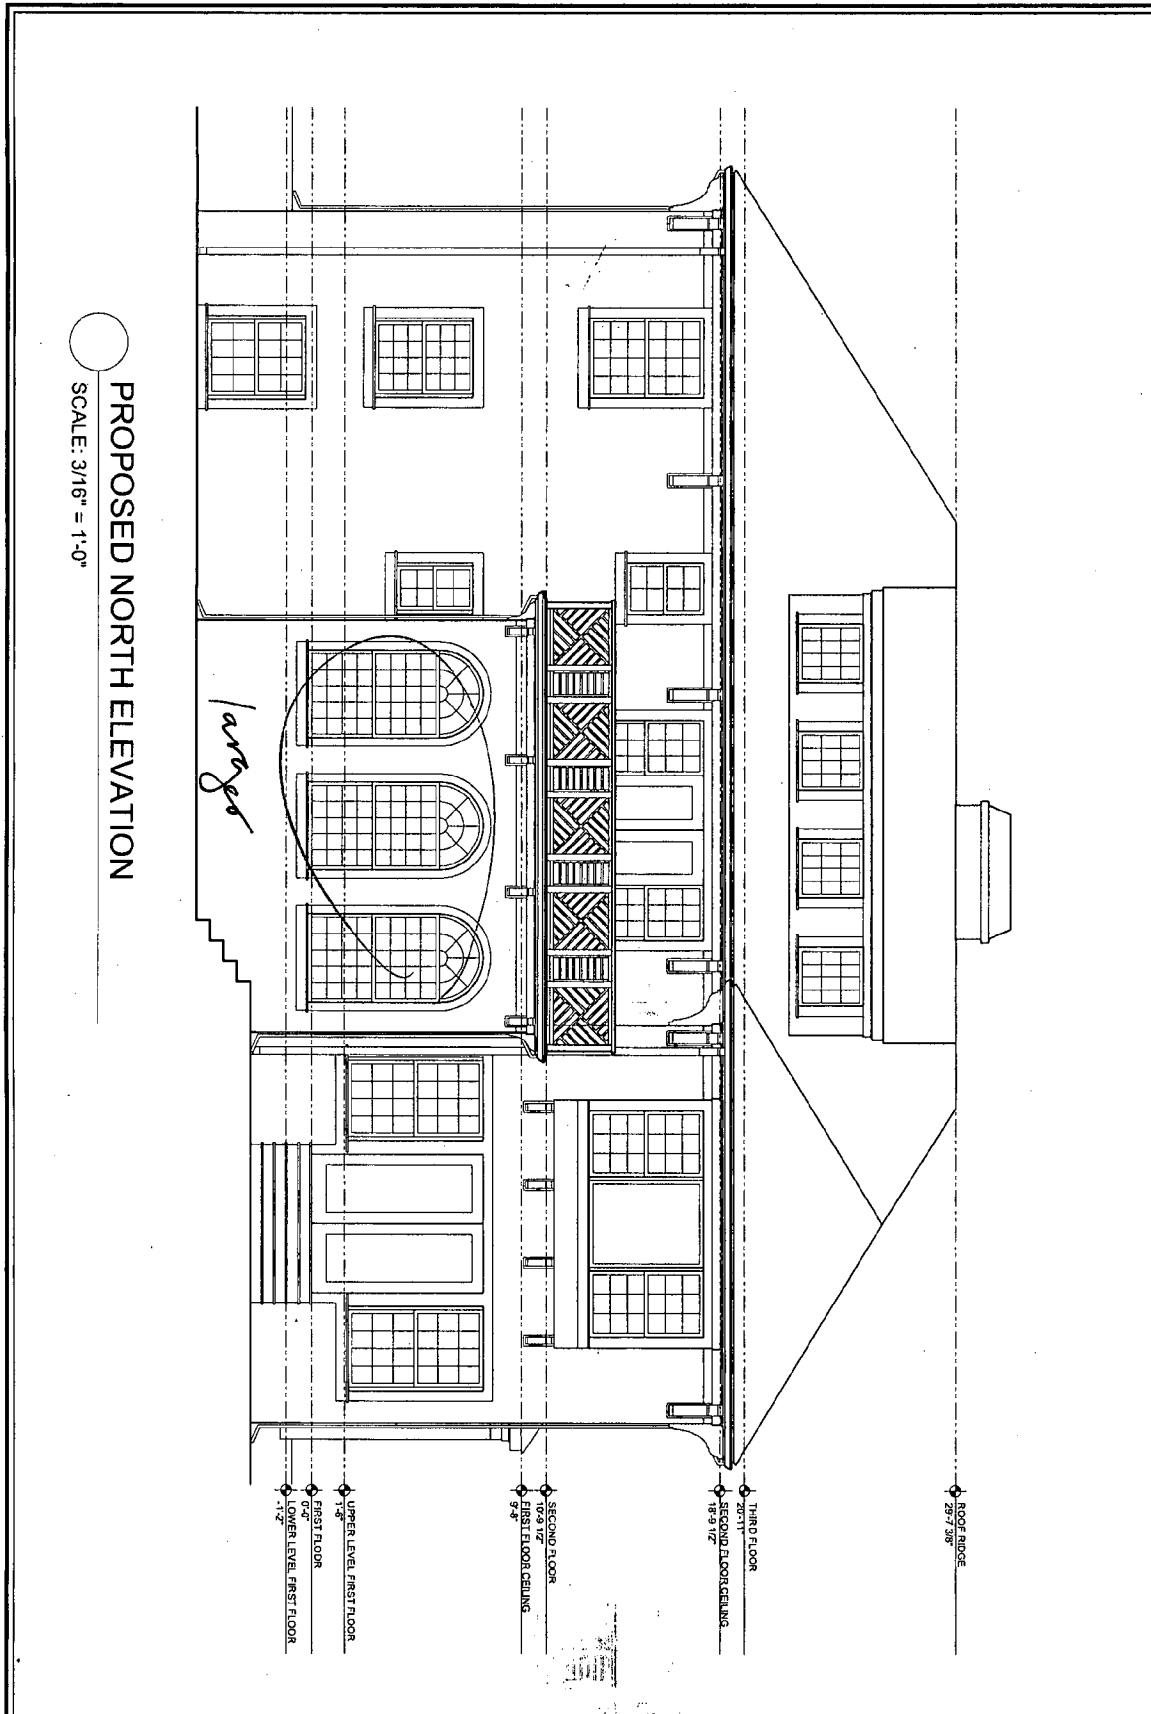 ROOF RIDGE
29'-7 3/8"
THIRD FLOOR
20'-11"
SECOND FLOOR CEILING
18'-9 1/2"
SECOND FLOOR
10'-9 1/2"
FIRST FLOOR CEILING
9'-8"
UPPER LEVEL FIRST FLOOR
1'-6"
FIRST FLOOR
0'-0"
LOWER LEVEL FIRST FLOOR
-1'-2"
PROPOSED NORTH ELEVATION
SCALE: 3/16" = 1'-0"